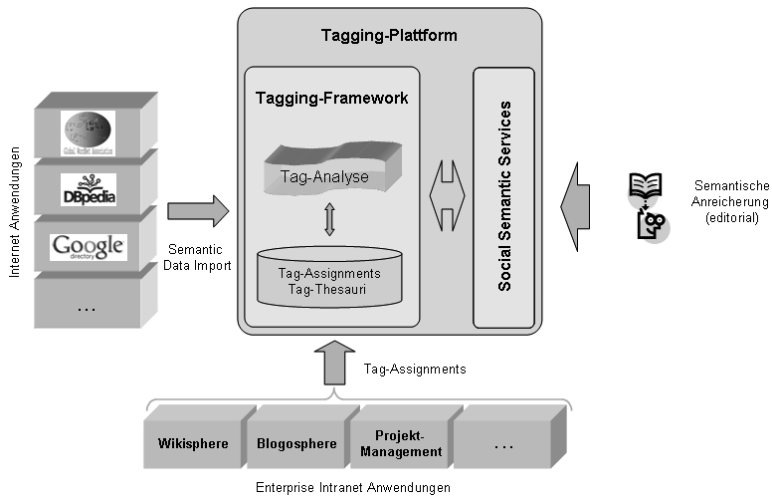 Tagging-Plattform
Tagging-Framework
Tag-Analyse
Tag-Assignments
Tag-Thesauri
Social Semantic Services
Internet Anwendungen
DBpedia
Google
directory
...
Semantic
Data Import
Semantische
Anreicherung
(editorial)
Tag-Assignments
Wikisphere
Blogosphere
Projekt-
Management
...
Enterprise Intranet Anwendungen